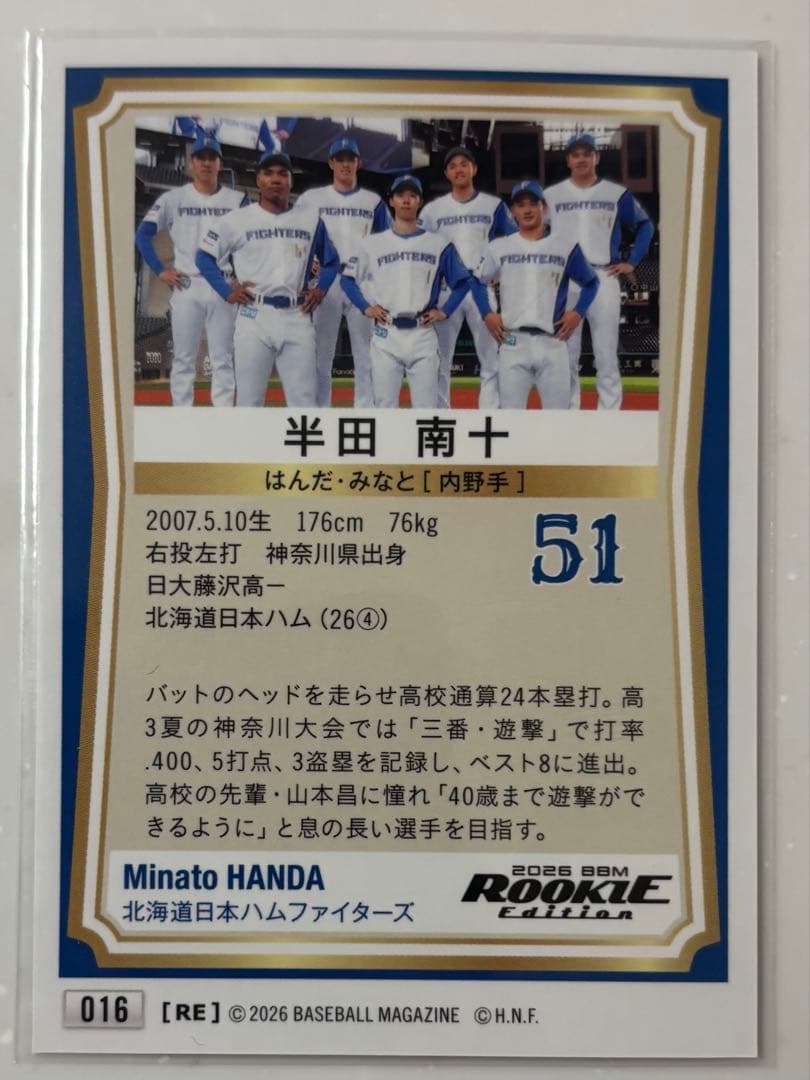 FIGHTERS
FIGHTERS
FIGHTERS
FIGHTERS
FIGHTERS
FIGHTERS
半田 南十
はんだ・みなと[内野手]
2007.5.10生 176cm 76kg
51
右投左打 神奈川県出身
日大藤沢高ー
北海道日本ハム(26④)
バットのヘッドを走らせ高校通算24本塁打。高
3夏の神奈川大会では「三番・遊撃」で打率
.400、5打点、3盗塁を記録し、ベスト8に進出。
高校の先輩・山本昌に憧れ「40歳まで遊撃がで
きるように」と息の長い選手を目指す。
Minato HANDA
北海道日本ハムファイターズ
2026 BBM
ROOKIE
Edition
016 [RE] ©2026 BASEBALL MAGAZINE ©H.N.F.